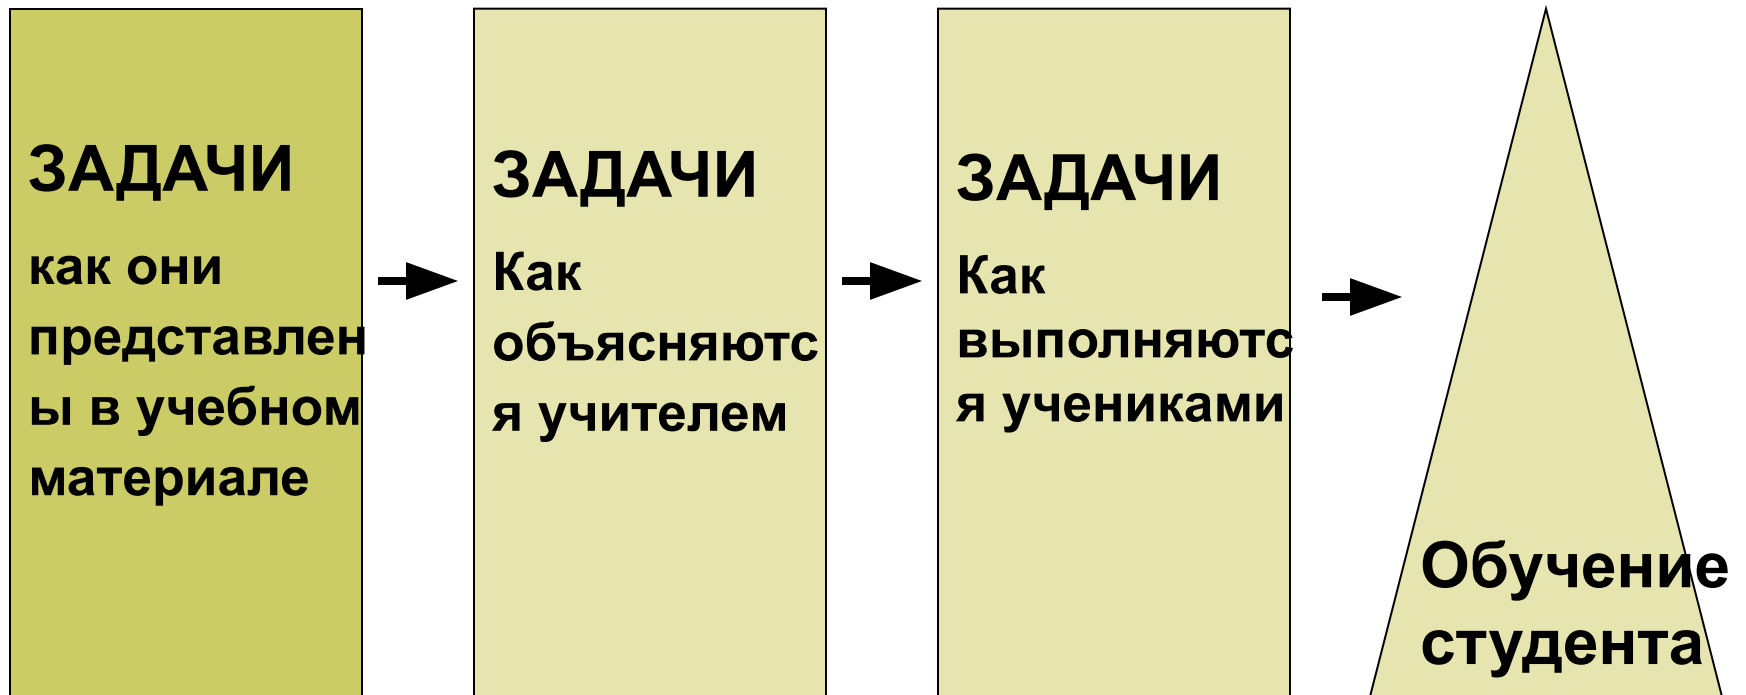 ЗАДАЧИ
как они
представлен
ы в учебном
материале
ЗАДАЧИ
Как
объясняютс
я учителем
ЗАДАЧИ
Как
выполняютс
я учениками
Обучение
студента